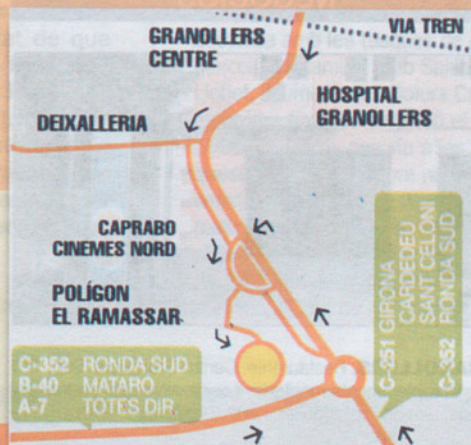 VIA TREN
GRANOLLERS
CENTRE
HOSPITAL
GRANOLLERS
DEIXALLERIA
CAPRABO
CINEMES NORD
POLÍGON
EL RAMASSAR
C-251 GIRONA
CARDEDEU
SANT CELONI
C-352 RONDA SUD
C-352 RONDA SUD
B-40 MATARÓ
A-7 TOTES DIR.